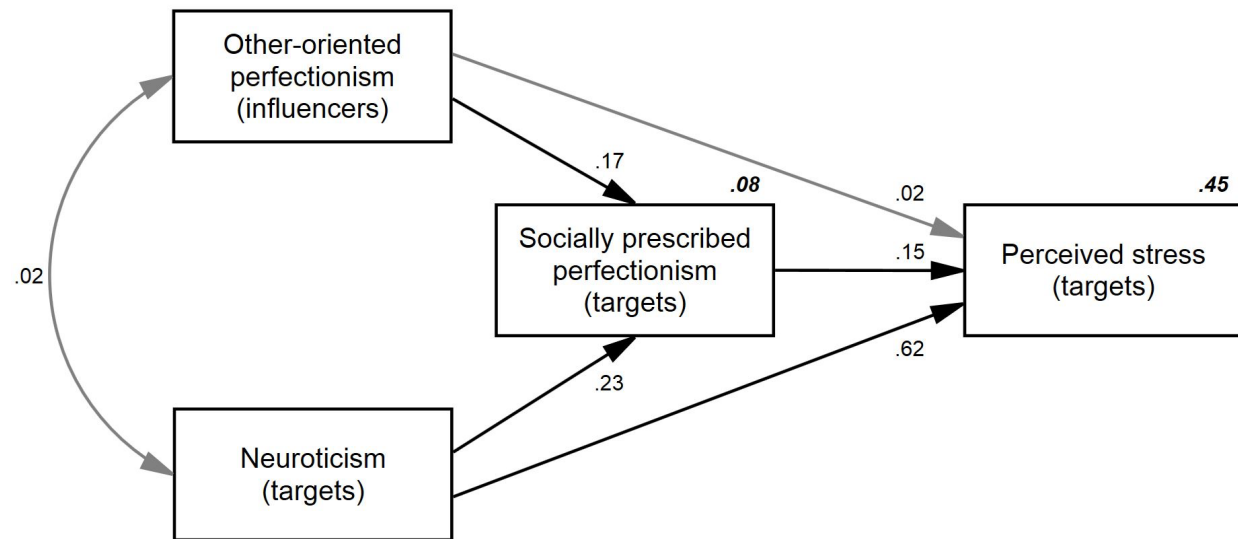 Other-oriented
perfectionism
(influencers)
.17
.08
.02
.45
Socially prescribed
perfectionism
(targets)
.15
Perceived stress
(targets)
.02
.23
.62
Neuroticism
(targets)